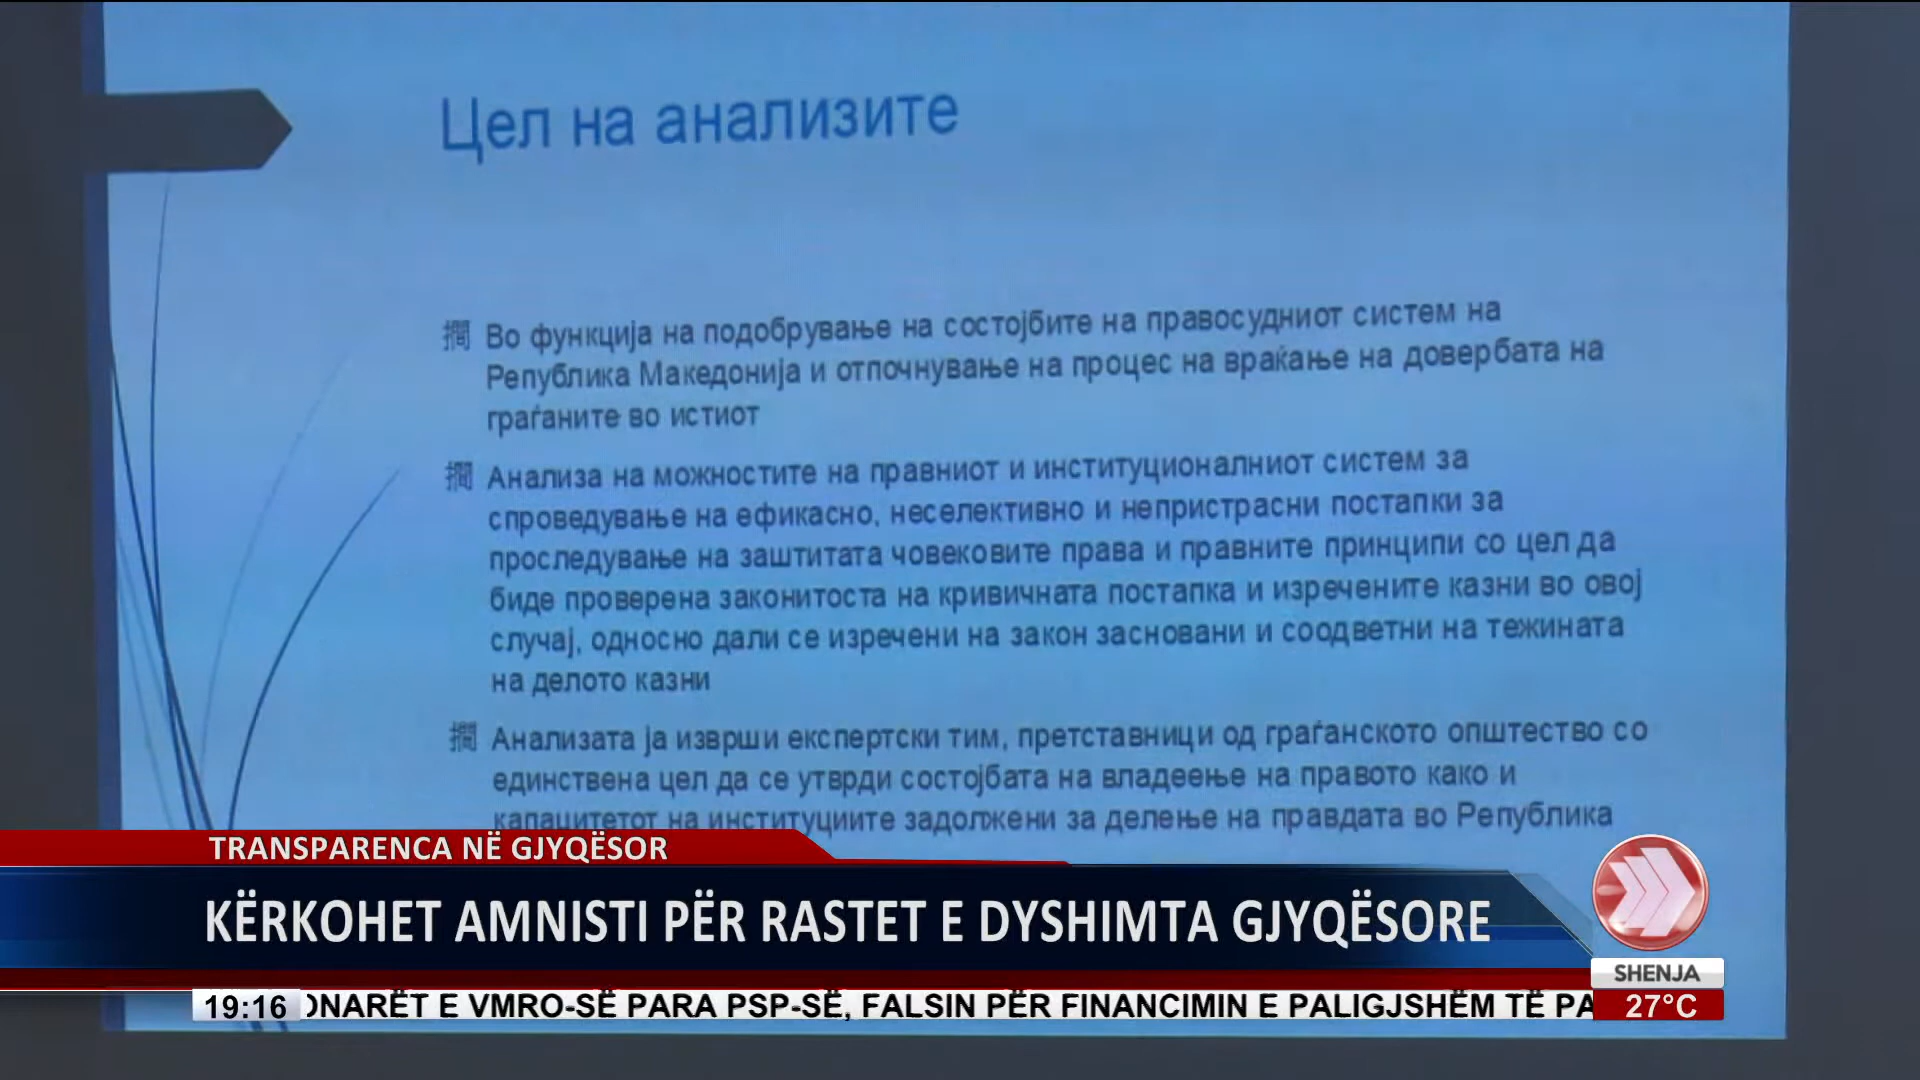 Цел на анализите
Во функција на подобрување на состојбите на правосудниот систем на
Република Македонија и отпочнување на процес на враќање на довербата на
граѓаните во истиот
Анализа на можностите на правниот и институционалниот систем за
спроведување на ефикасно, неселективно и непристрасни постапки за
проследување на заштитата човековите права и правните принципи со цел да
биде проверена законитоста на кривичната постапка и изречените казни во овој
случај, односно дали се изречени на закон засновани и соодветни на тежината
на делото казни
Анализата ја изврши експертски тим, претставници од граѓанското општество со
единствена цел да се утврди состојбата на владеење на правото како и
капацитетот на институциите задолжени за делење на правдата во Република
TRANSPARENCA NË GJYQËSOR
KËRKOHET AMNISTI PËR RASTET E DYSHIMTA GJYQËSORE
SHENJA
19:16 ONARËT E VMRO-SË PARA PSP-SË, FALSIN PËR FINANCIMIN E PALIGJSHËM TË PA 27°C